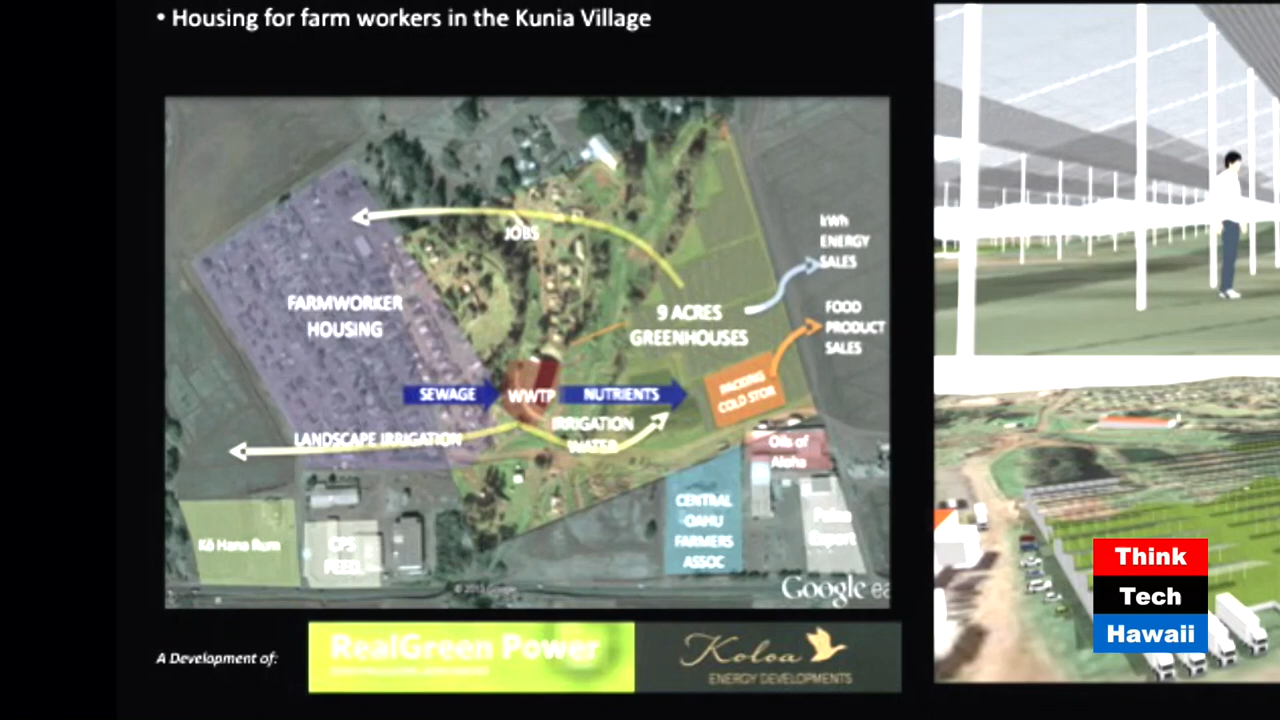 • Housing for farm workers in the Kunia Village
JOBS
kWh
ENERGY
SALES
FARMWORKER
HOUSING
9 ACRES
GREENHOUSES
FOOD
PRODUCT
SALES
SEWAGE
WWTP
NUTRIENTS
PACKING
COLD STOR
IRRIGATION
WATER
LANDSCAPE IRRIGATION
Oils of
Aloha
CENTRAL
OAHU
FARMERS
ASSOC
Export
Kō Hana Rum
FEED
Google ea
A Development of:
RealGreen Power
Koloa
ENERGY DEVELOPMENTS
Think
Tech
Hawaii